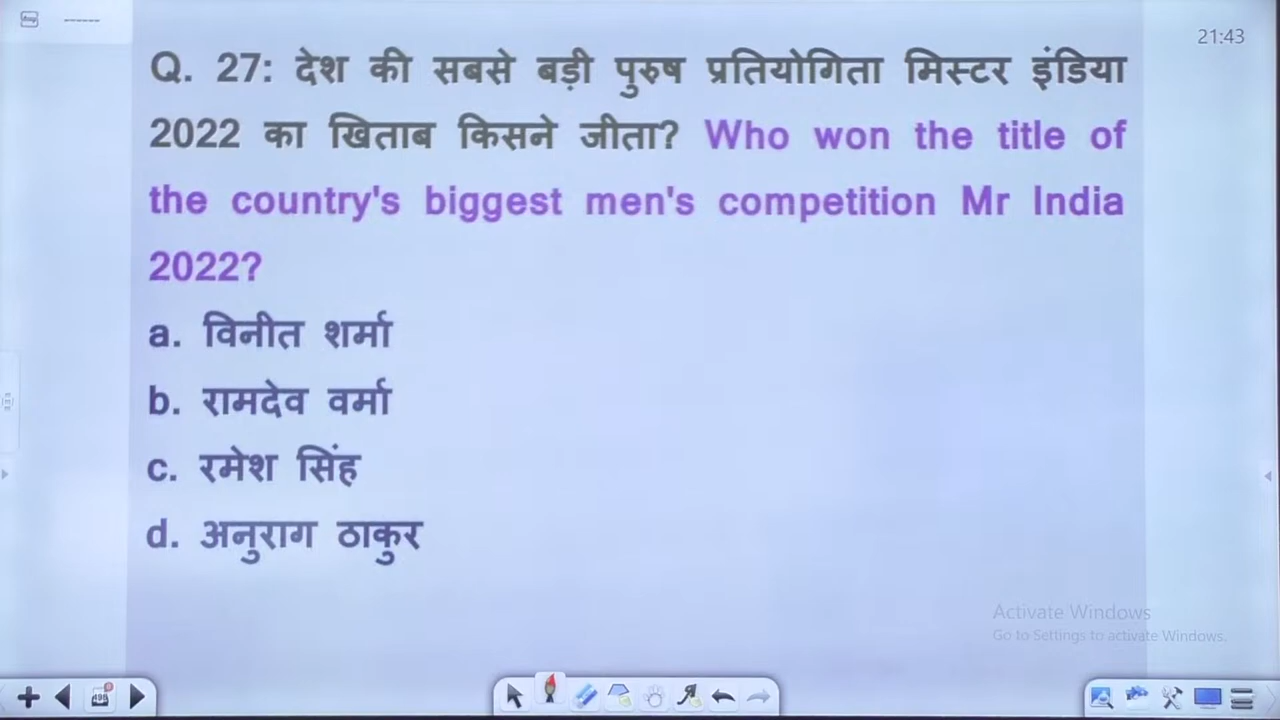 21:43
Q. 27: देश की सबसे बड़ी पुरुष प्रतियोगिता मिस्टर इंडिया
2022 का खिताब किसने जीता? Who won the title of
the country's biggest men's competition Mr India
2022?
a. विनीत शर्मा
b. रामदेव वर्मा
c. रमेश सिंह
d. अनुराग ठाकुर
Activate Windows
Go to Settings to activate Windows.
495